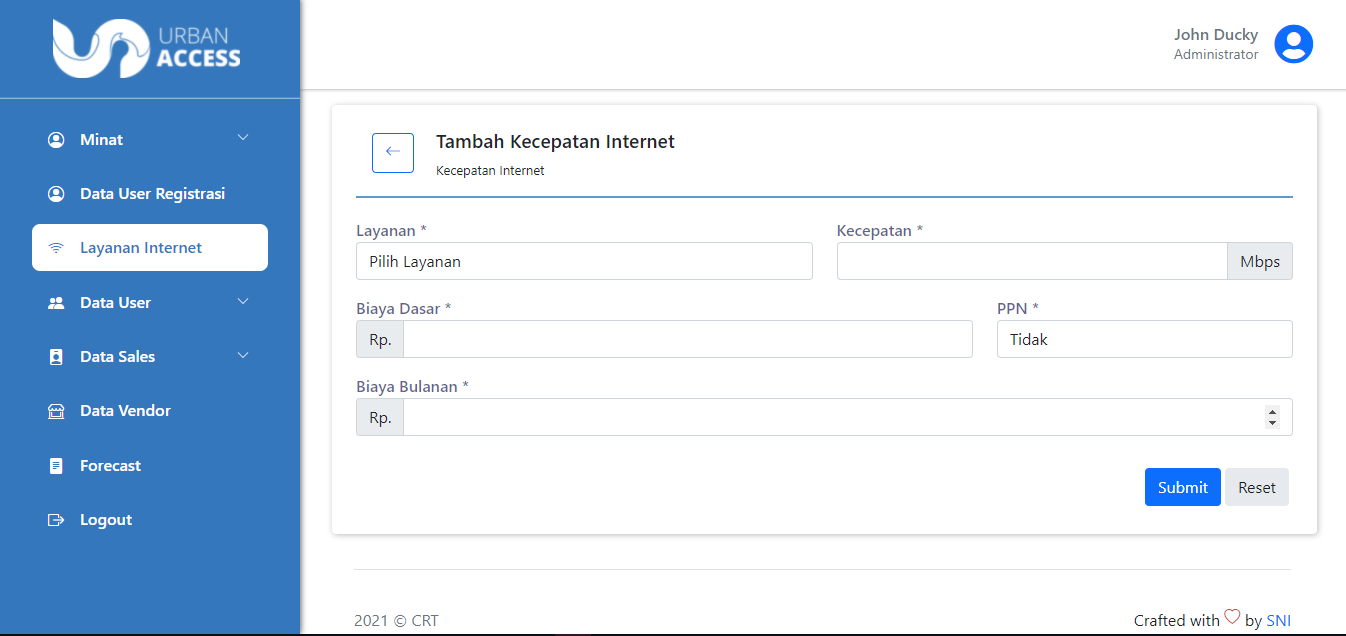 URBAN
ACCESS
John Ducky
Administrator
Minat
Data User Registrasi
Layanan Internet
Data User
Data Sales
Data Vendor
Forecast
Logout
Tambah Kecepatan Internet
Kecepatan Internet
Layanan *
Kecepatan *
Pilih Layanan
Mbps
Biaya Dasar *
PPN *
Rp.
Tidak
Biaya Bulanan *
Rp.
Submit
Reset
2021 © CRT
Crafted with ♡ by SNI